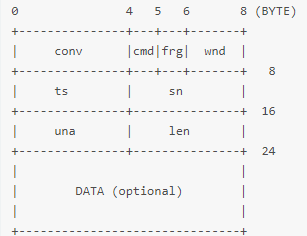 0 4 5 6 8 (BYTE)
conv |cmd|frg| wnd
8
ts | sn
16
una | len
24
DATA (optional)